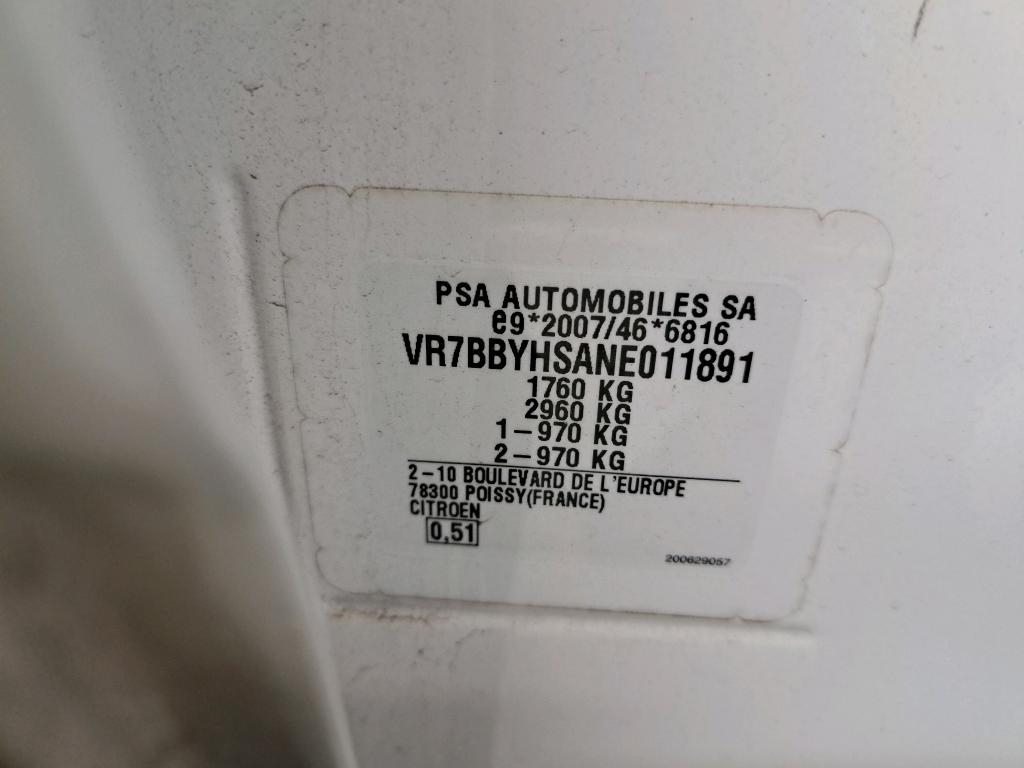 PSA AUTOMOBILES SA
e9*2007/46*6816
VR7BBYHSANE011891
1760 KG
2960 KG
1-970 KG
2-970 KG
2-10 BOULEVARD DE L'EUROPE
78300 POISSY(FRANCE)
CITROEN
0,51
200629057